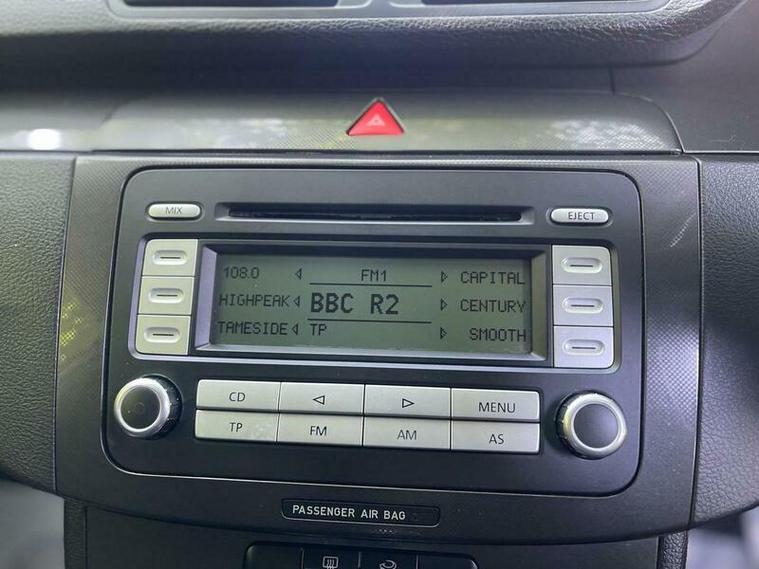 MIX
EJECT
108.0 FM1 CAPITAL
HIGHPEAK BBC R2 CENTURY
TAMESIDE TP SMOOTH
CD MENU
TP FM AM AS
PASSENGER AIR BAG